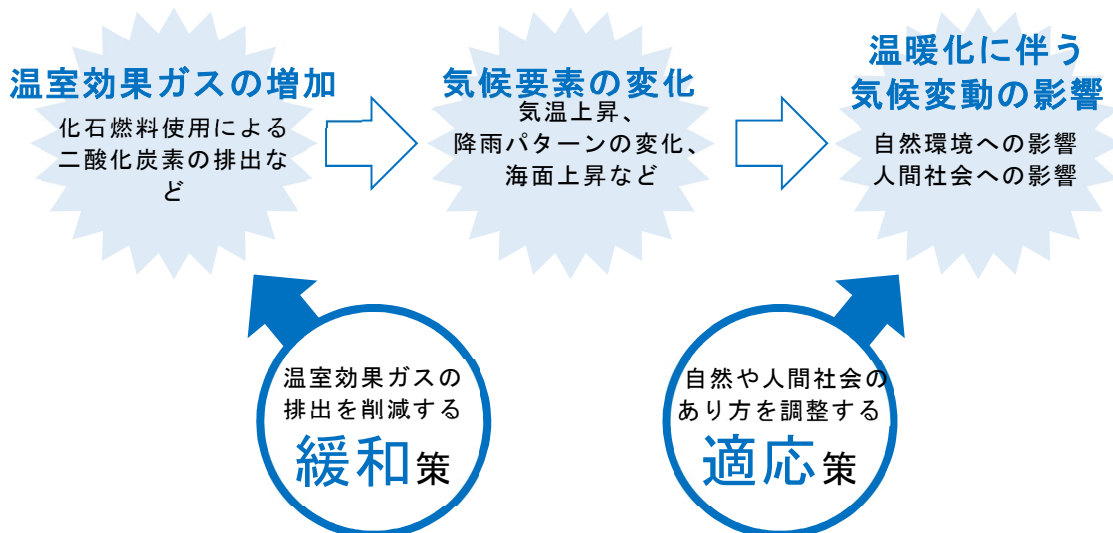 温室効果ガスの増加
化石燃料使用による
二酸化炭素の排出な
ど
気候要素の変化
気温上昇、
降雨パターンの変化、
海面上昇など
温暖化に伴う
気候変動の影響
自然環境への影響
人間社会への影響
温室効果ガスの
排出を削減する
緩和策
自然や人間社会の
あり方を調整する
適応策